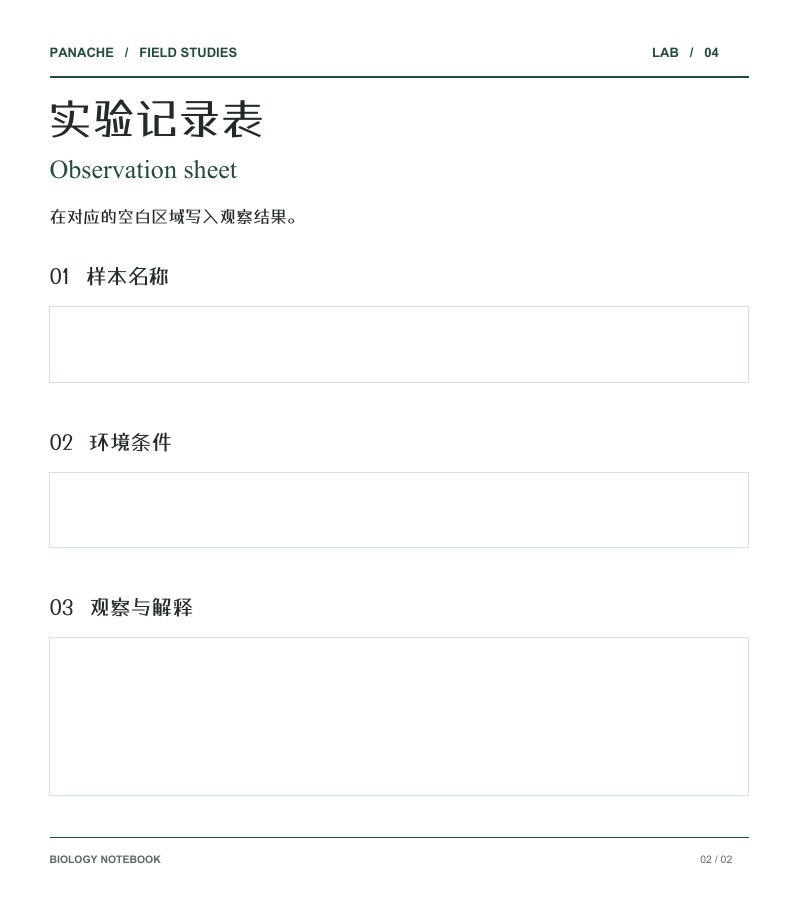 PANACHE / FIELD STUDIES LAB / 04
实验记录表
Observation sheet
在对应的空白区域写入观察结果。
01 样本名称
02 环境条件
03 观察与解释
BIOLOGY NOTEBOOK 02 / 02